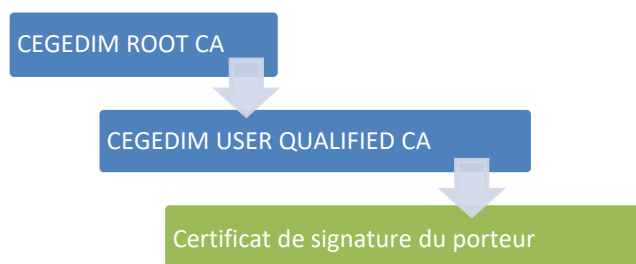 CEGEDIM ROOT CA
CEGEDIM USER QUALIFIED CA
Certificat de signature du porteur